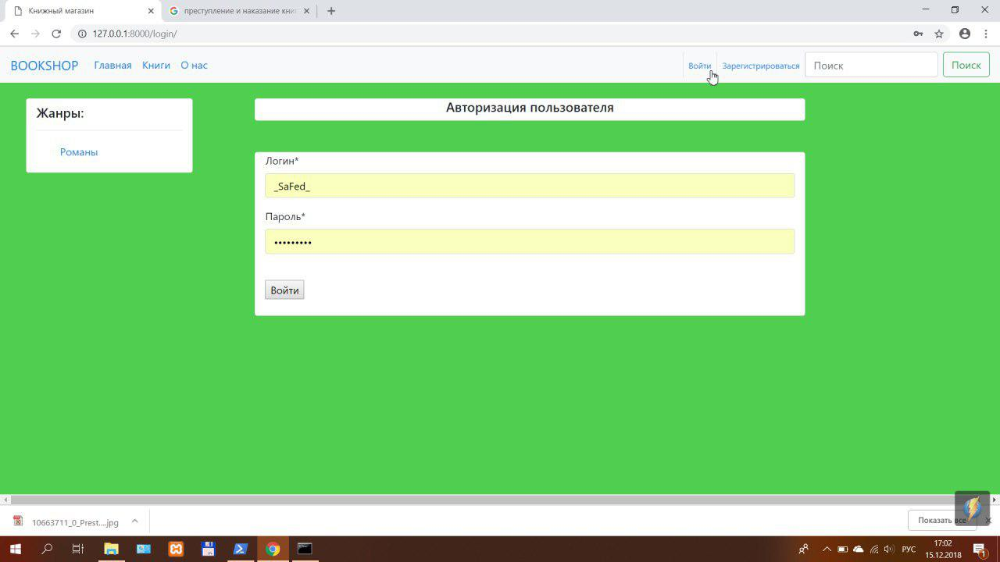 Книжный магазин
преступление и наказание кни
127.0.0.1:8000/login/
BOOKSHOP Главная Книги О нас Войти Зарегистрироваться Поиск Поиск
Жанры:
Романы
Авторизация пользователя
Логин*
_SaFed_
Пароль*
•••••••••
Войти
10663711_0_Prest....jpg
Показать все
РУС
17:02
15.12.2018
1